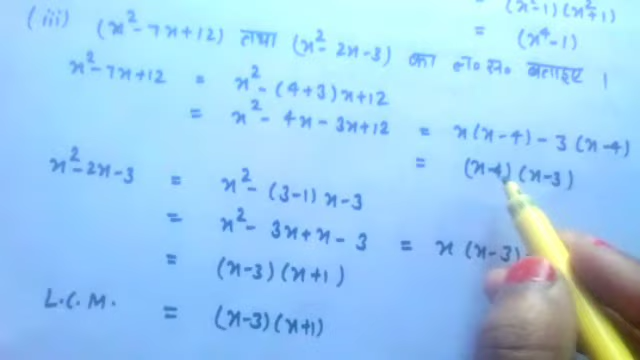 (x²-1)(x²+1)
= (x⁴-1)
(iii) (x²-7x+12) तथा (x²-2x-3) का ल०स० बताइए।
x²-7x+12 = x²-(4+3)x+12
= x²-4x-3x+12 = x(x-4)-3(x-4)
= (x-4)(x-3)
x²-2x-3 = x²-(3-1)x-3
= x²-3x+x-3 = x(x-3)
= (x-3)(x+1)
L.C.M. = (x-3)(x+1)